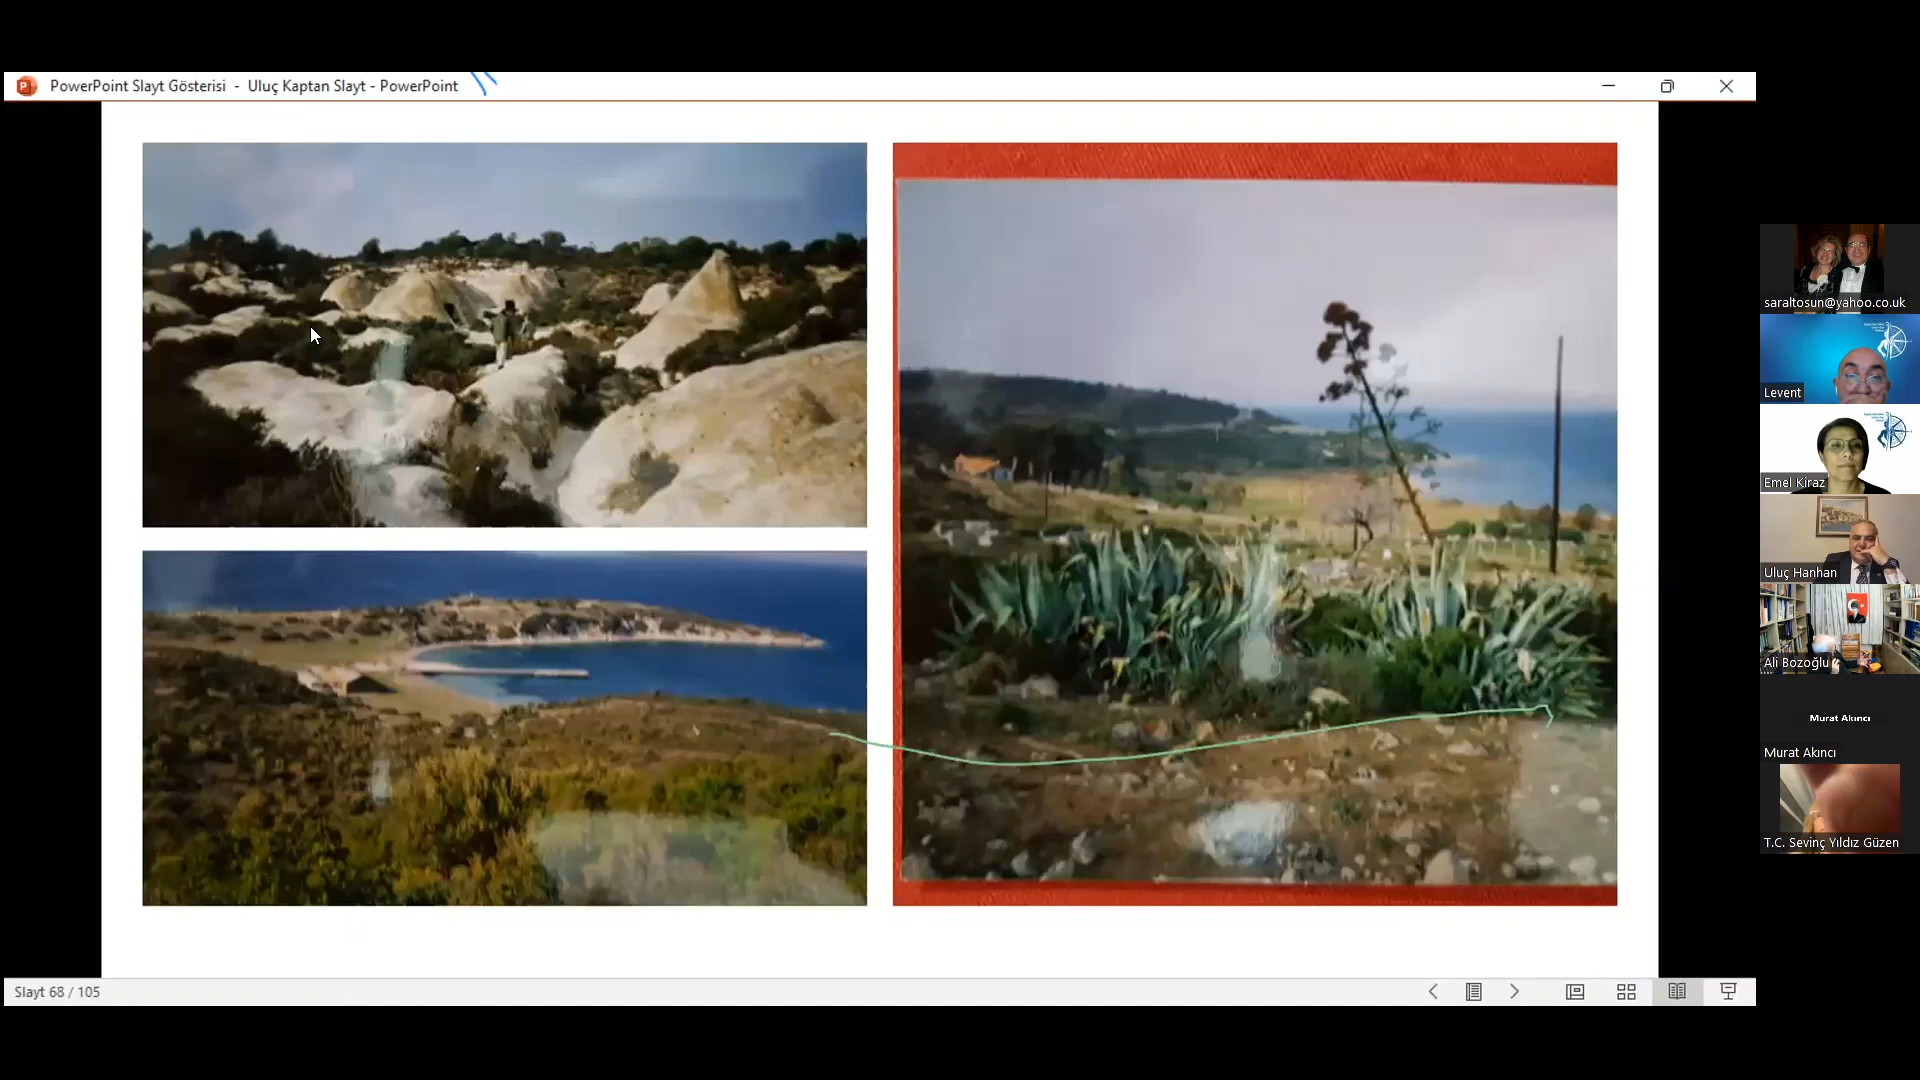 PowerPoint Slayt Gösterisi - Uluç Kaptan Slayt - PowerPoint
saraltosun@yahoo.co.uk
Levent
Emel Kiraz
Uluç Hanhan
Ali Bozoğlu
Murat Akıncı
Murat Akıncı
T.C. Sevinç Yıldız Güzen
Slayt 68 / 105